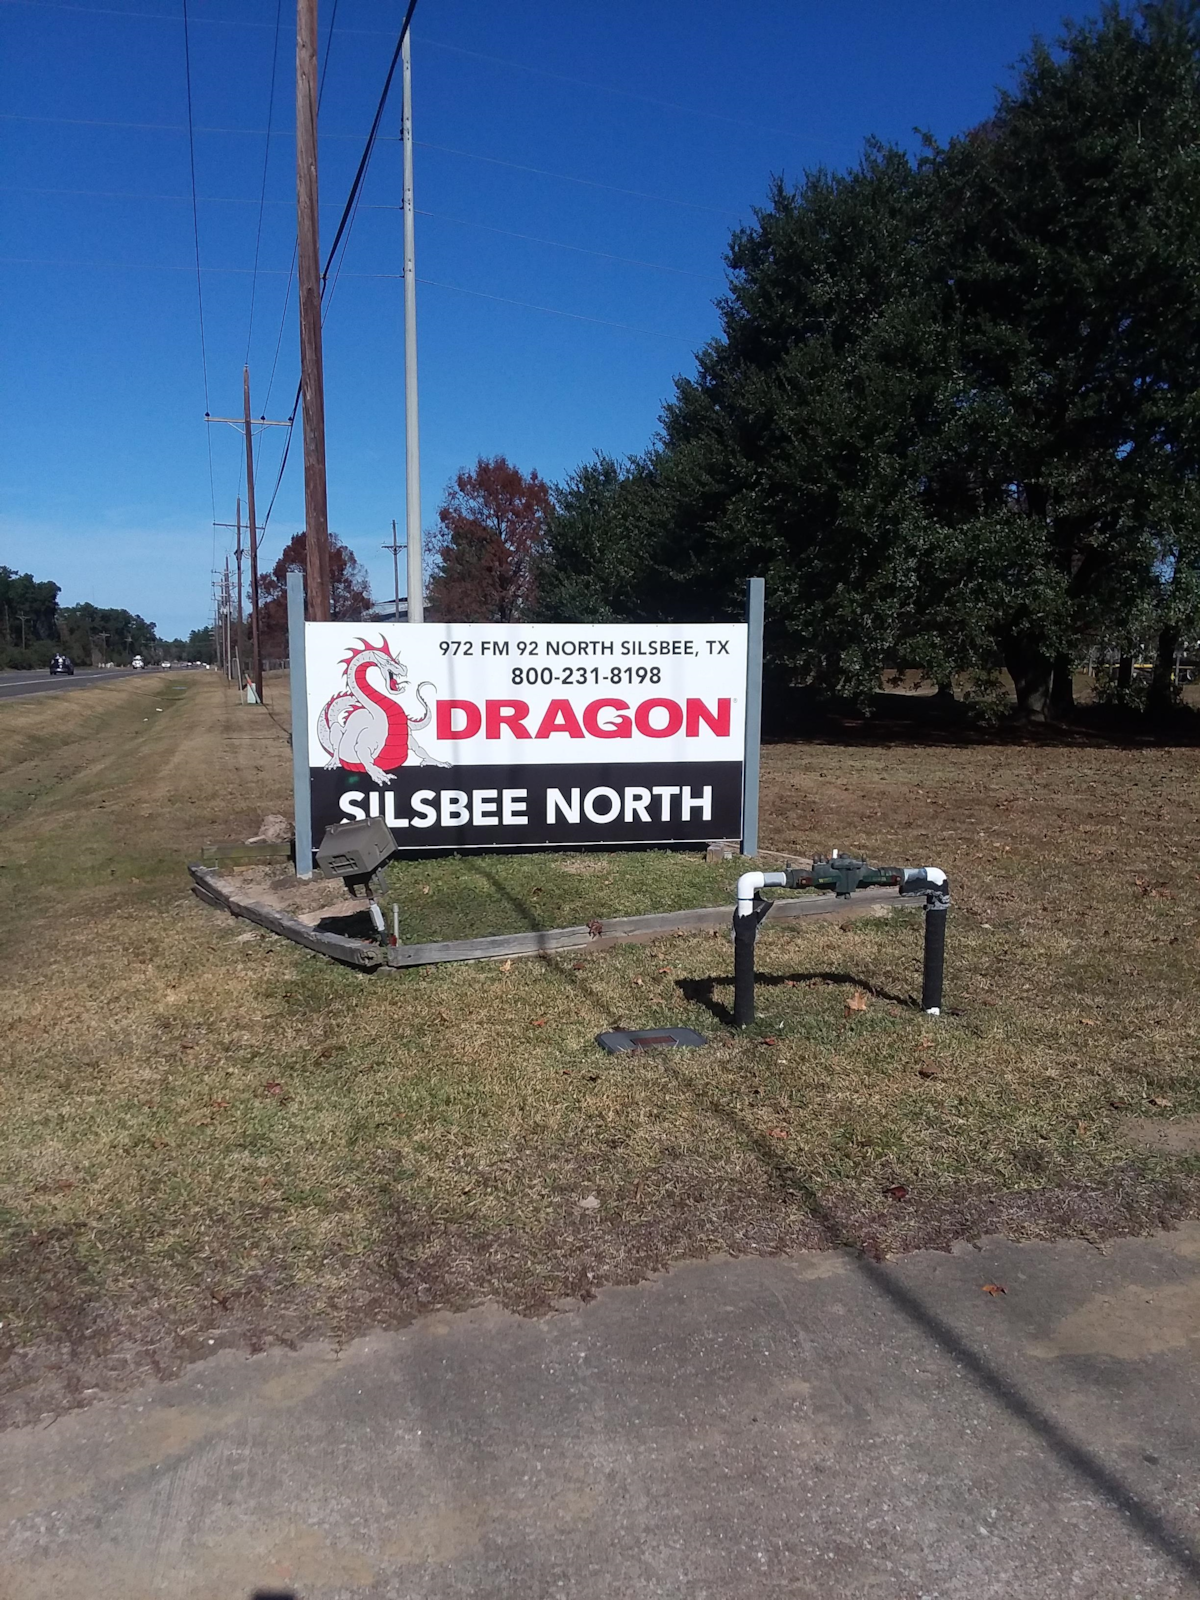 972 FM 92 NORTH SILSBEE, TX
800-231-8198
DRAGON®
SILSBEE NORTH